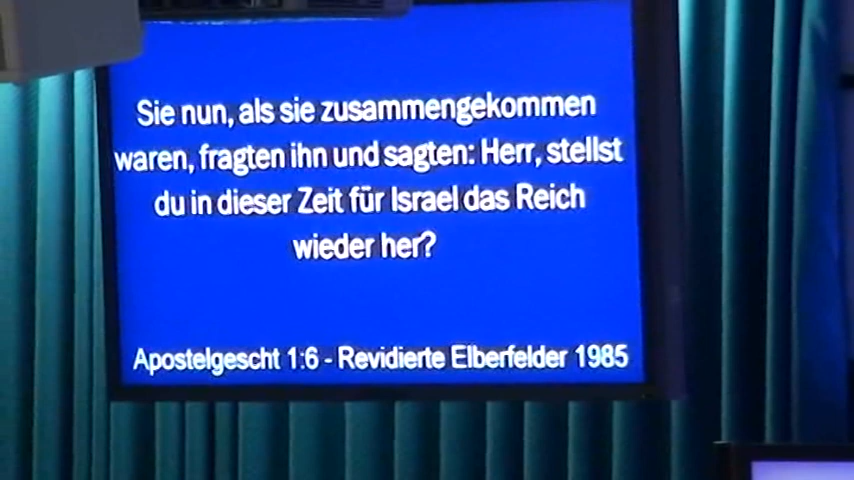 Sie nun, als sie zusammengekommen
waren, fragten ihn und sagten: Herr, stellst
du in dieser Zeit für Israel das Reich
wieder her?
Apostelgescht 1:6 - Revidierte Elberfelder 1985